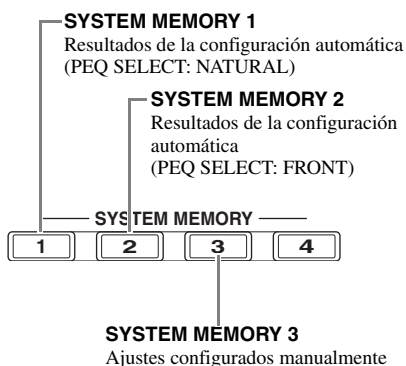 SYSTEM MEMORY 1
Resultados de la configuración automática
(PEQ SELECT: NATURAL)
SYSTEM MEMORY 2
Resultados de la configuración
automática
(PEQ SELECT: FRONT)
SYSTEM MEMORY
1 2 3 4
SYSTEM MEMORY 3
Ajustes configurados manualmente